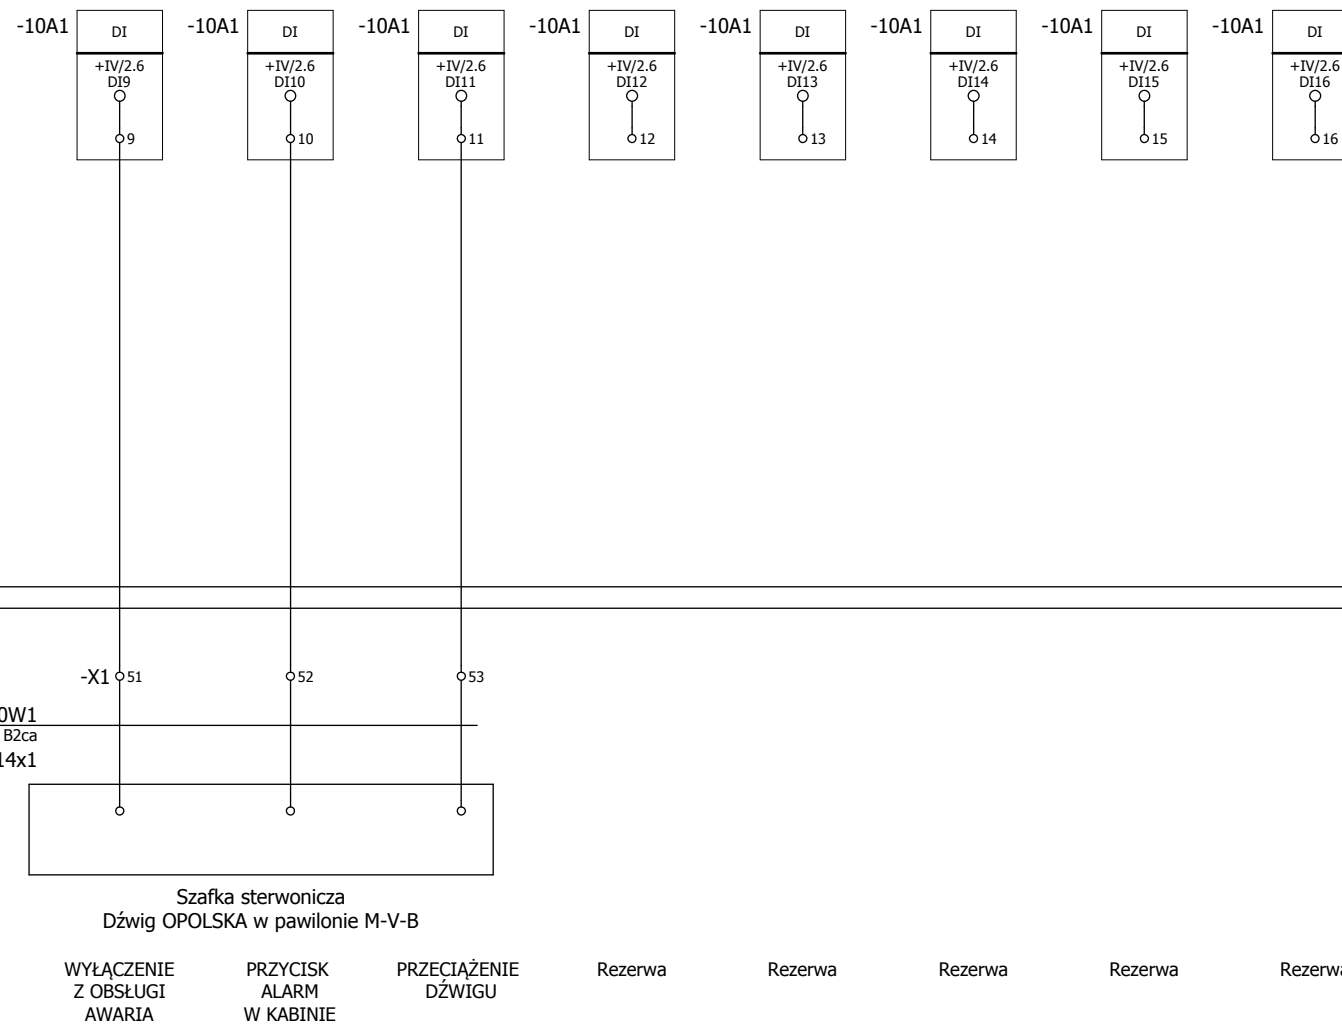 -10A1 DI -10A1 DI -10A1 DI -10A1 DI -10A1 DI -10A1 DI -10A1 DI -10A1 DI
+IV/2.6 +IV/2.6 +IV/2.6 +IV/2.6 +IV/2.6 +IV/2.6 +IV/2.6 +IV/2.6
DI9 DI10 DI11 DI12 DI13 DI14 DI15 DI16
9 10 11 12 13 14 15 16
-X1 51 52 53
0W1
B2ca
14x1
Szafka sterwonicza
Dźwig OPOLSKA w pawilonie M-V-B
WYŁĄCZENIE
Z OBSŁUGI
AWARIA
PRZYCISK
ALARM
W KABINIE
PRZECIĄŻENIE
DŹWIGU
Rezerwa Rezerwa Rezerwa Rezerwa Rezerwa